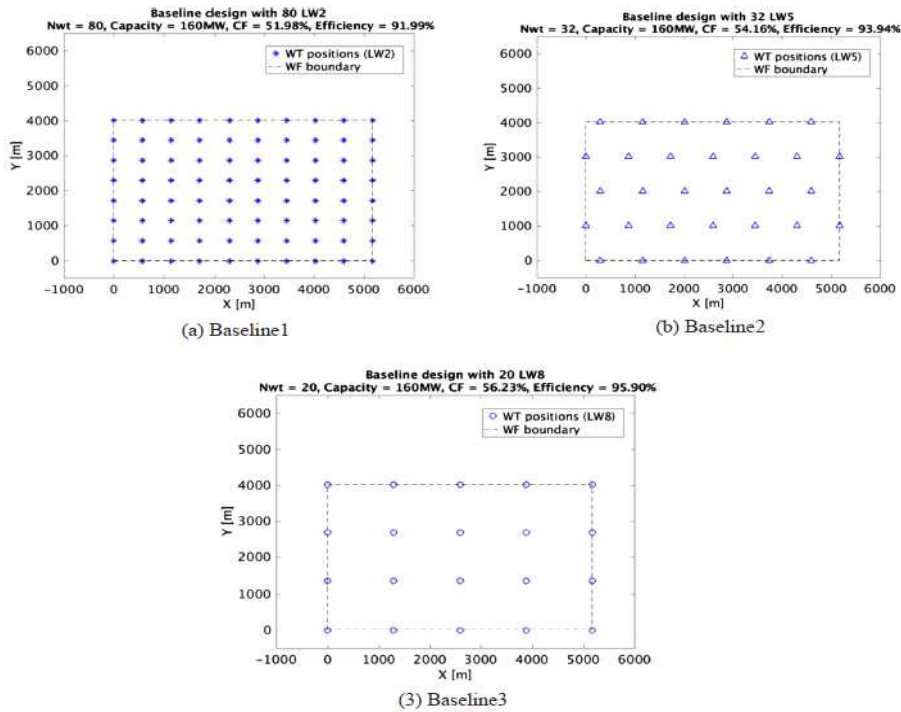 Baseline design with 80 LW2
Nwt = 80, Capacity = 160MW, CF = 51.98%, Efficiency = 91.99%
6000
5000
4000
3000
2000
1000
0
Y [m]
WT positions (LW2)
WF boundary
−1000 0 1000 2000 3000 4000 5000 6000
X [m]
(a) Baseline1
Baseline design with 32 LW5
Nwt = 32, Capacity = 160MW, CF = 54.16%, Efficiency = 93.94%
6000
5000
4000
3000
2000
1000
0
Y [m]
WT positions (LW5)
WF boundary
−1000 0 1000 2000 3000 4000 5000 6000
X [m]
(b) Baseline2
Baseline design with 20 LW8
Nwt = 20, Capacity = 160MW, CF = 56.23%, Efficiency = 95.90%
6000
5000
4000
3000
2000
1000
0
Y [m]
WT positions (LW8)
WF boundary
−1000 0 1000 2000 3000 4000 5000 6000
X [m]
(3) Baseline3